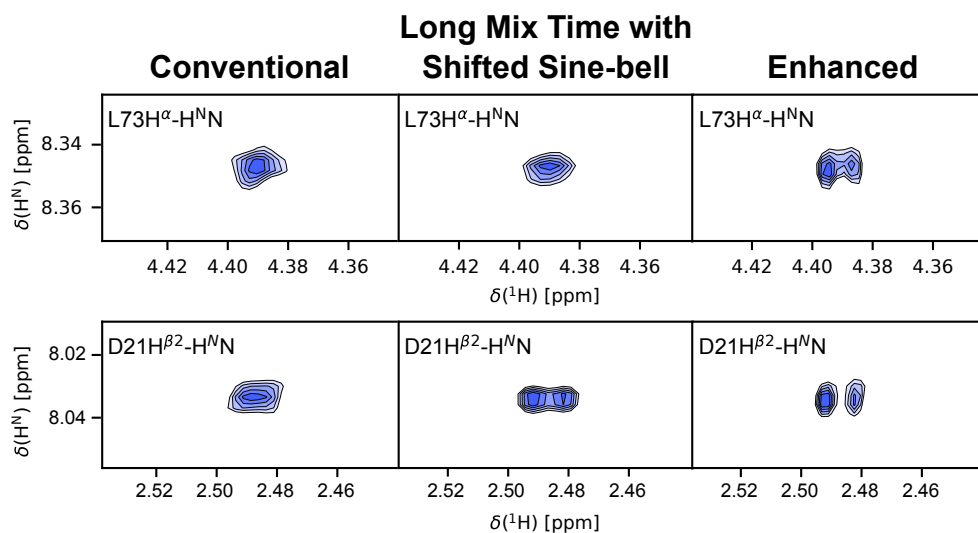 Long Mix Time with
Conventional Shifted Sine-bell Enhanced
L73Hᵅ-HᴺN L73Hᵅ-HᴺN L73Hᵅ-HᴺN
8.34
8.36
δ(Hᴺ) [ppm]
4.42 4.40 4.38 4.36 4.42 4.40 4.38 4.36 4.42 4.40 4.38 4.36
δ(¹H) [ppm]
D21Hᵝ²-HᴺN D21Hᵝ²-HᴺN D21Hᵝ²-HᴺN
8.02
8.04
δ(Hᴺ) [ppm]
2.52 2.50 2.48 2.46 2.52 2.50 2.48 2.46 2.52 2.50 2.48 2.46
δ(¹H) [ppm]